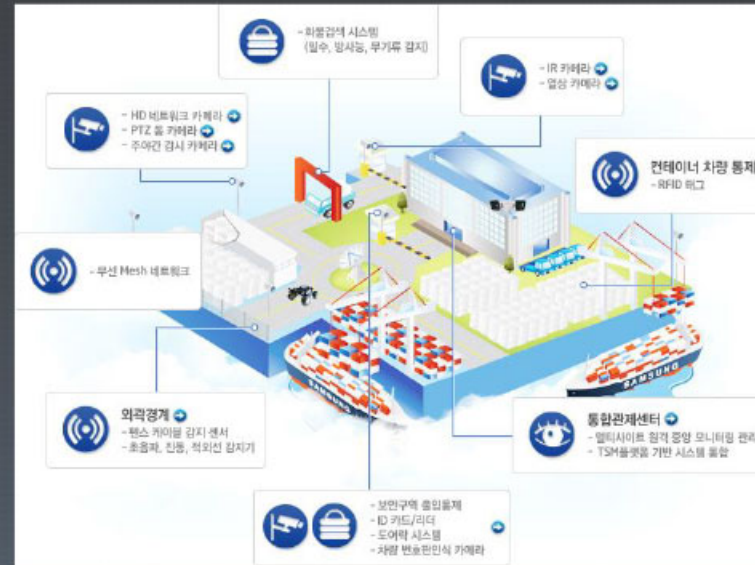 - 화물검색 시스템
(밀수, 방사능, 무기류 감지)
- IR 카메라
- 열상 카메라
- HD 네트워크 카메라
- PTZ 돔 카메라
- 주야간 감시 카메라
컨테이너 차량 통제
- RFID 태그
- 무선 Mesh 네트워크
SAMSUNG
SAMSUNG
외곽경계
- 펜스 케이블 감지 센서
- 초음파, 진동, 적외선 감지기
통합관제센터
- 멀티사이트 원격 중앙 모니터링 관리
- TSM플랫폼 기반 시스템 통합
- 보안구역 출입통제
- ID 카드/리더
- 도어락 시스템
- 차량 번호판인식 카메라